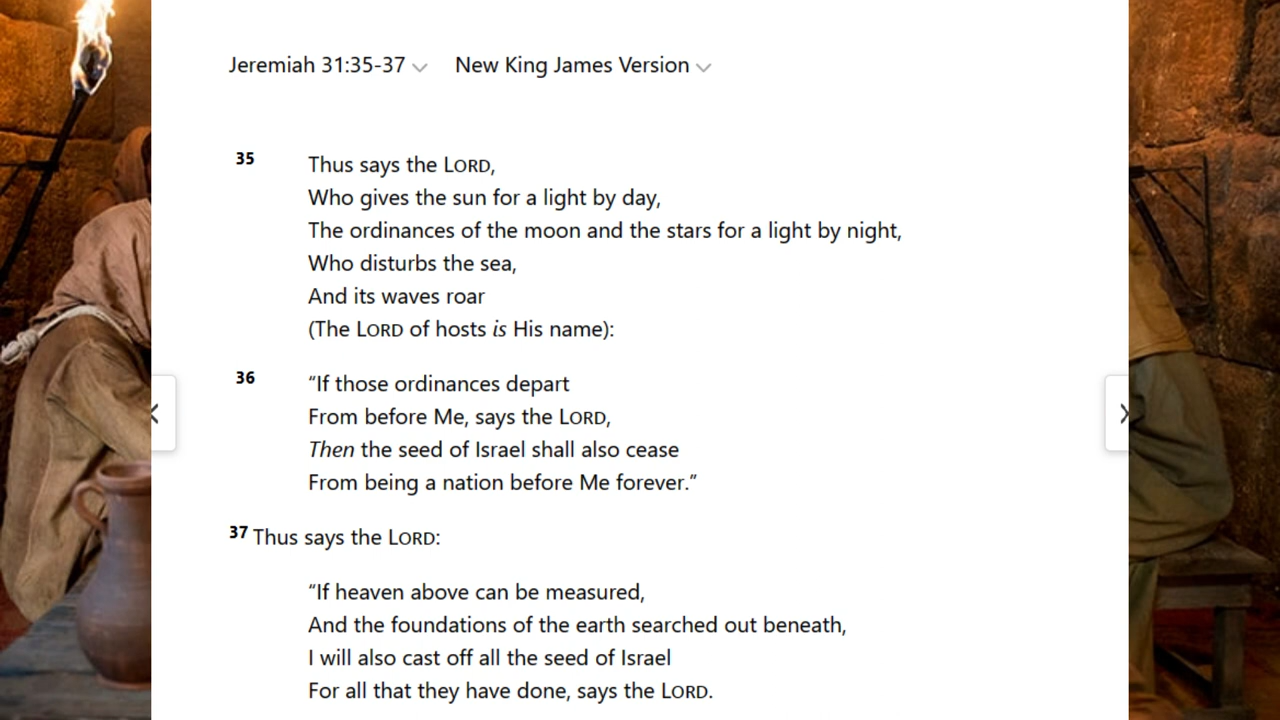 Jeremiah 31:35-37 New King James Version
35 Thus says the LORD,
Who gives the sun for a light by day,
The ordinances of the moon and the stars for a light by night,
Who disturbs the sea,
And its waves roar
(The LORD of hosts is His name):
36 “If those ordinances depart
From before Me, says the LORD,
Then the seed of Israel shall also cease
From being a nation before Me forever.”
37 Thus says the LORD:
“If heaven above can be measured,
And the foundations of the earth searched out beneath,
I will also cast off all the seed of Israel
For all that they have done, says the LORD.